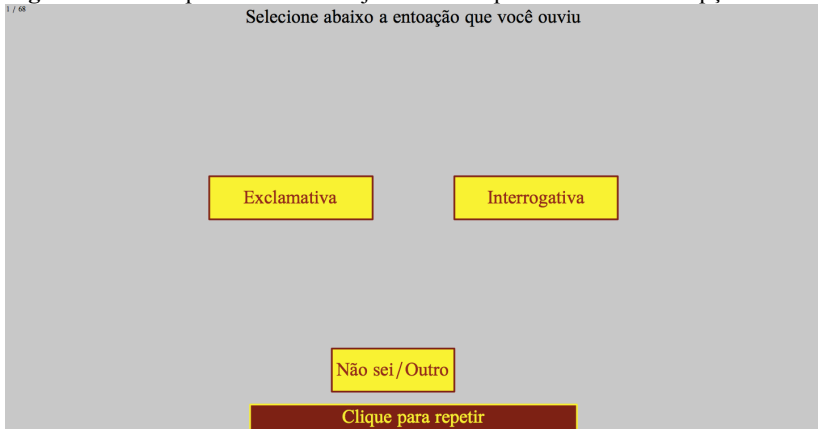 1 / 68
Selecione abaixo a entoação que você ouviu
Exclamativa
Interrogativa
Não sei/Outro
Clique para repetir